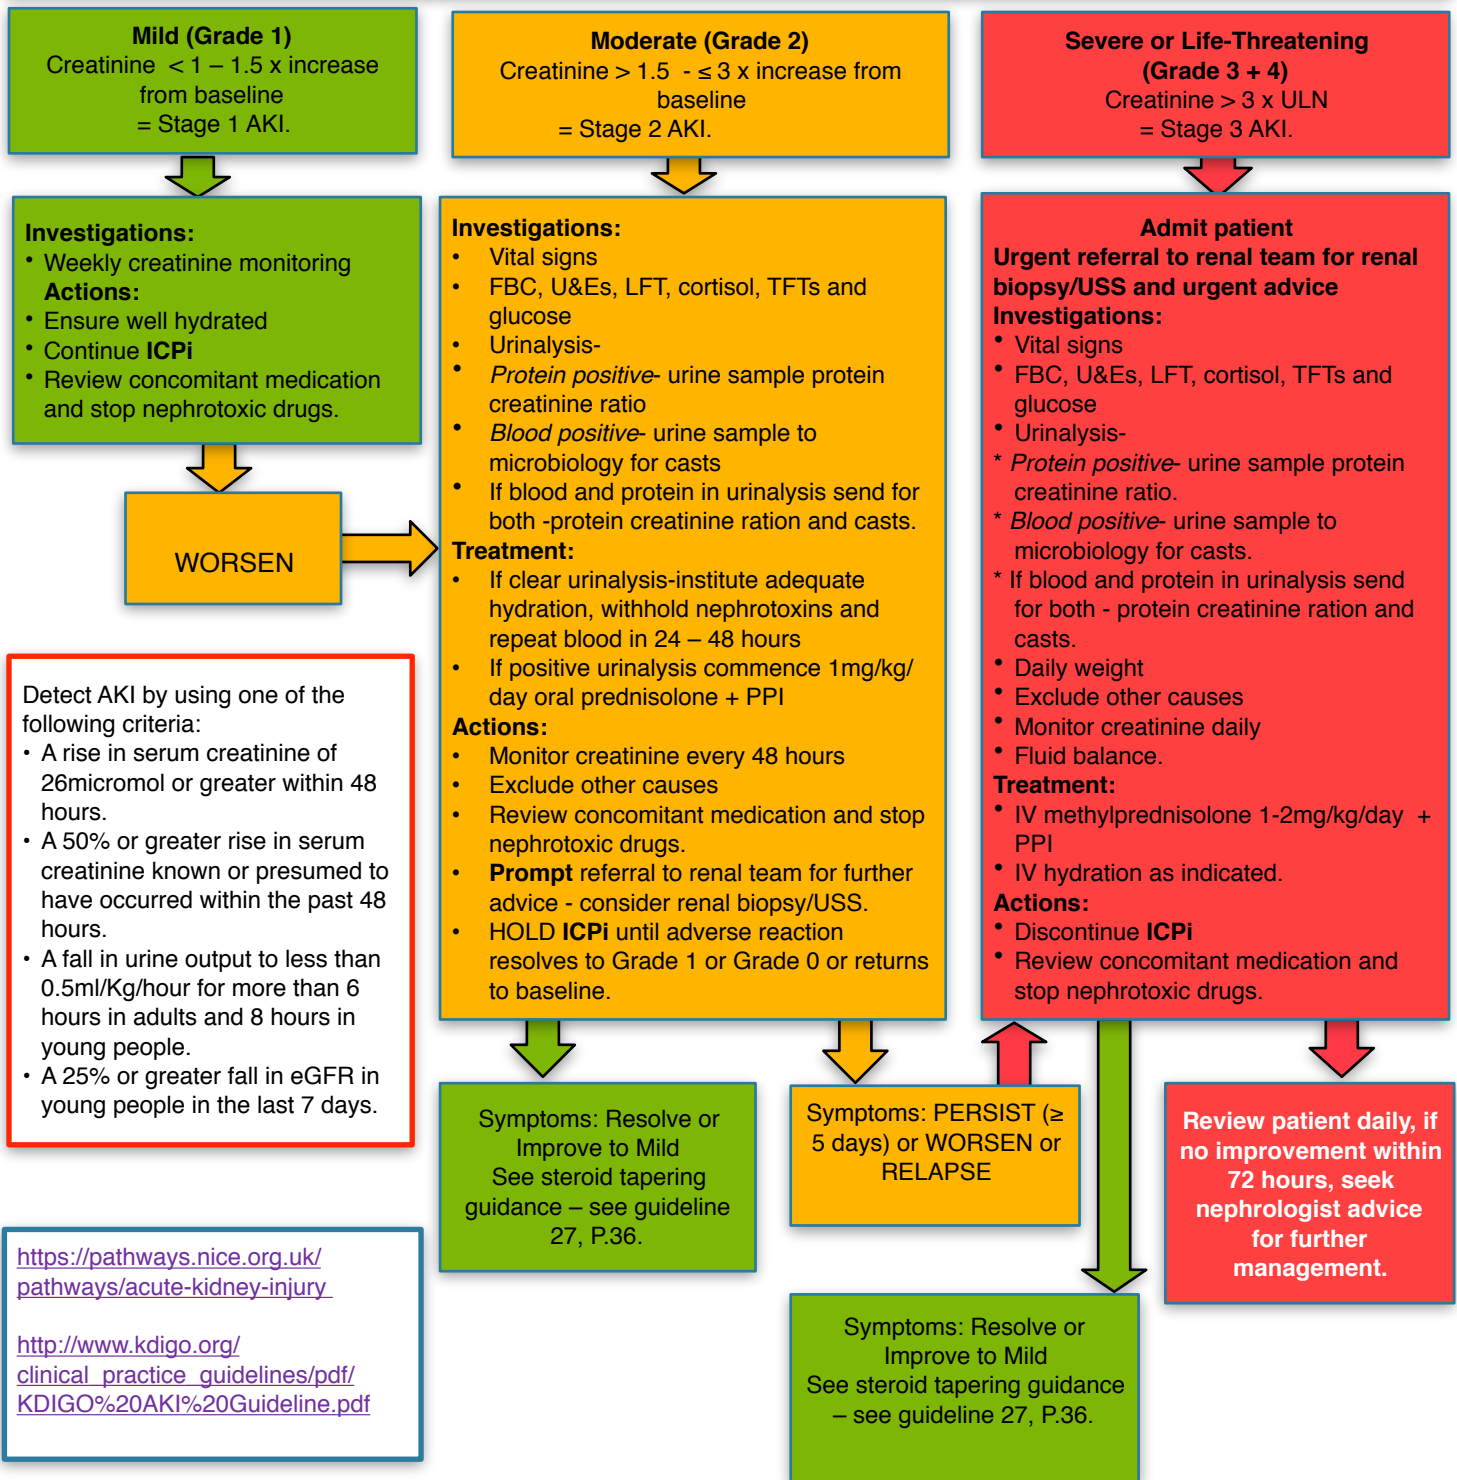 Mild (Grade 1)
Creatinine < 1 – 1.5 x increase
from baseline
= Stage 1 AKI.
Investigations:
• Weekly creatinine monitoring
Actions:
• Ensure well hydrated
• Continue ICPi
• Review concomitant medication
and stop nephrotoxic drugs.
WORSEN
Detect AKI by using one of the
following criteria:
• A rise in serum creatinine of
26micromol or greater within 48
hours.
• A 50% or greater rise in serum
creatinine known or presumed to
have occurred within the past 48
hours.
• A fall in urine output to less than
0.5ml/Kg/hour for more than 6
hours in adults and 8 hours in
young people.
• A 25% or greater fall in eGFR in
young people in the last 7 days.
https://pathways.nice.org.uk/
pathways/acute-kidney-injury
http://www.kdigo.org/
clinical_practice_guidelines/pdf/
KDIGO%20AKI%20Guideline.pdf
Moderate (Grade 2)
Creatinine > 1.5 - ≤ 3 x increase from
baseline
= Stage 2 AKI.
Investigations:
• Vital signs
• FBC, U&Es, LFT, cortisol, TFTs and
glucose
• Urinalysis-
• Protein positive- urine sample protein
creatinine ratio
• Blood positive- urine sample to
microbiology for casts
• If blood and protein in urinalysis send for
both -protein creatinine ration and casts.
Treatment:
• If clear urinalysis-institute adequate
hydration, withhold nephrotoxins and
repeat blood in 24 – 48 hours
• If positive urinalysis commence 1mg/kg/
day oral prednisolone + PPI
Actions:
• Monitor creatinine every 48 hours
• Exclude other causes
• Review concomitant medication and stop
nephrotoxic drugs.
• Prompt referral to renal team for further
advice - consider renal biopsy/USS.
• HOLD ICPi until adverse reaction
resolves to Grade 1 or Grade 0 or returns
to baseline.
Symptoms: Resolve or
Improve to Mild
See steroid tapering
guidance – see guideline
27, P.36.
Symptoms: PERSIST (≥
5 days) or WORSEN or
RELAPSE
Severe or Life-Threatening
(Grade 3 + 4)
Creatinine > 3 x ULN
= Stage 3 AKI.
Admit patient
Urgent referral to renal team for renal
biopsy/USS and urgent advice
Investigations:
• Vital signs
• FBC, U&Es, LFT, cortisol, TFTs and
glucose
• Urinalysis-
* Protein positive- urine sample protein
creatinine ratio.
* Blood positive- urine sample to
microbiology for casts.
* If blood and protein in urinalysis send
for both - protein creatinine ration and
casts.
• Daily weight
• Exclude other causes
• Monitor creatinine daily
• Fluid balance.
Treatment:
• IV methylprednisolone 1-2mg/kg/day +
PPI
• IV hydration as indicated.
Actions:
• Discontinue ICPi
• Review concomitant medication and
stop nephrotoxic drugs.
Symptoms: Resolve or
Improve to Mild
See steroid tapering guidance
– see guideline 27, P.36.
Review patient daily, if
no improvement within
72 hours, seek
nephrologist advice
for further
management.